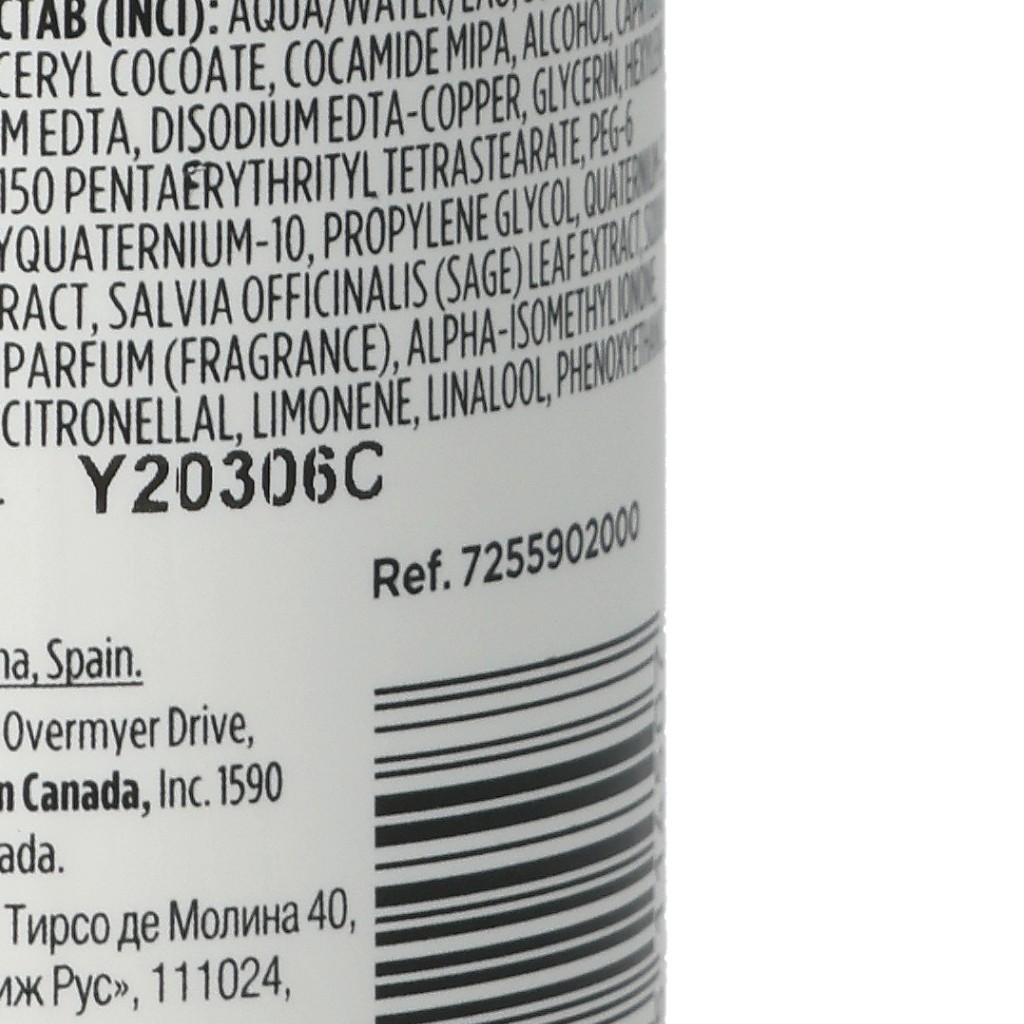 СТАВ (INCI): AQUA/WATER/EAU,
CERYL COCOATE, COCAMIDE MIPA, ALCOHOL,
M EDTA, DISODIUM EDTA-COPPER, GLYCERIN,
150 PENTAERYTHRITYL TETRASTEARATE, PEG-6
YQUATERNIUM-10, PROPYLENE GLYCOL,
RACT, SALVIA OFFICINALIS (SAGE) LEAF EXTRACT,
PARFUM (FRAGRANCE), ALPHA-ISOMETHYL IONONE
CITRONELLAL, LIMONENE, LINALOOL,
Y20306C
Ref. 7255902000
na, Spain.
Overmyer Drive,
n Canada, Inc. 1590
ada.
Тирсо де Молина 40,
иж Рус», 111024,